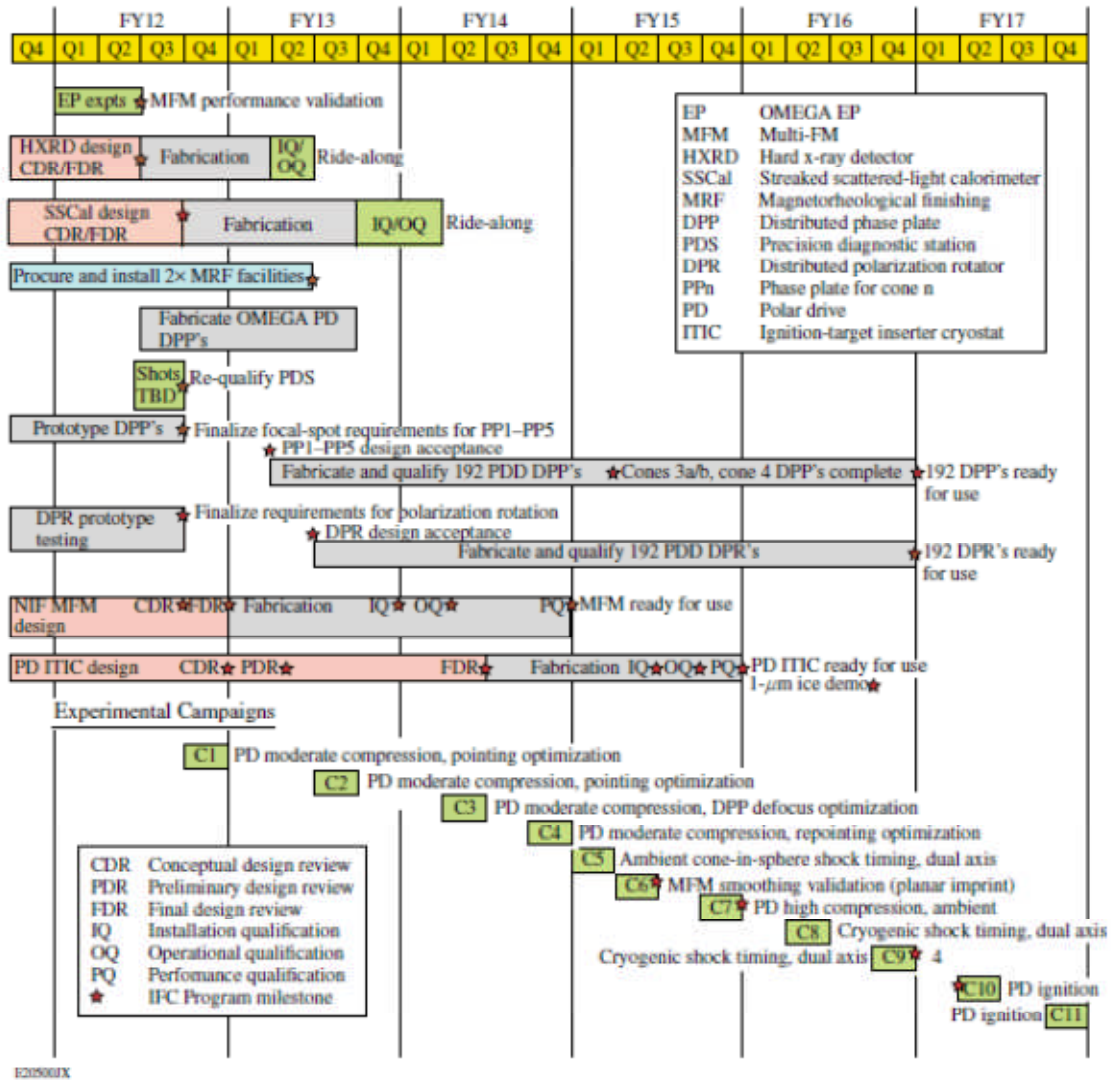 FY12 FY13 FY14 FY15 FY16 FY17
Q4 Q1 Q2 Q3 Q4 Q1 Q2 Q3 Q4 Q1 Q2 Q3 Q4 Q1 Q2 Q3 Q4 Q1 Q2 Q3 Q4 Q1 Q2 Q3 Q4
EP expts MFM performance validation
HXRD design
CDR/FDR
Fabrication
IQ/
OQ
Ride-along
SSCal design
CDR/FDR
Fabrication
IQ/OQ
Ride-along
Procure and install 2× MRF facilities
Fabricate OMEGA PD
DPP's
Shots
TBD
Re-qualify PDS
Prototype DPP's
Finalize focal-spot requirements for PP1–PP5
PP1–PP5 design acceptance
Fabricate and qualify 192 PDD DPP's
Cones 3a/b, cone 4 DPP's complete
192 DPP's ready
for use
DPR prototype
testing
Finalize requirements for polarization rotation
DPR design acceptance
Fabricate and qualify 192 PDD DPR's
192 DPR's ready
for use
NIF MFM
design
CDR
FDR
Fabrication
IQ
OQ
PQ
MFM ready for use
PD ITIC design
CDR
PDR
FDR
Fabrication
IQ
OQ
PQ
PD ITIC ready for use
1-μm ice demo
EP OMEGA EP
MFM Multi-FM
HXRD Hard x-ray detector
SSCal Streaked scattered-light calorimeter
MRF Magnetorheological finishing
DPP Distributed phase plate
PDS Precision diagnostic station
DPR Distributed polarization rotator
PPn Phase plate for cone n
PD Polar drive
ITIC Ignition-target inserter cryostat
Experimental Campaigns
C1 PD moderate compression, pointing optimization
C2 PD moderate compression, pointing optimization
C3 PD moderate compression, DPP defocus optimization
C4 PD moderate compression, repointing optimization
C5 Ambient cone-in-sphere shock timing, dual axis
C6 MFM smoothing validation (planar imprint)
C7 PD high compression, ambient
C8 Cryogenic shock timing, dual axis
Cryogenic shock timing, dual axis C9 4
C10 PD ignition
PD ignition C11
CDR Conceptual design review
PDR Preliminary design review
FDR Final design review
IQ Installation qualification
OQ Operational qualification
PQ Perfomance qualification
IFC Program milestone
E20500JX